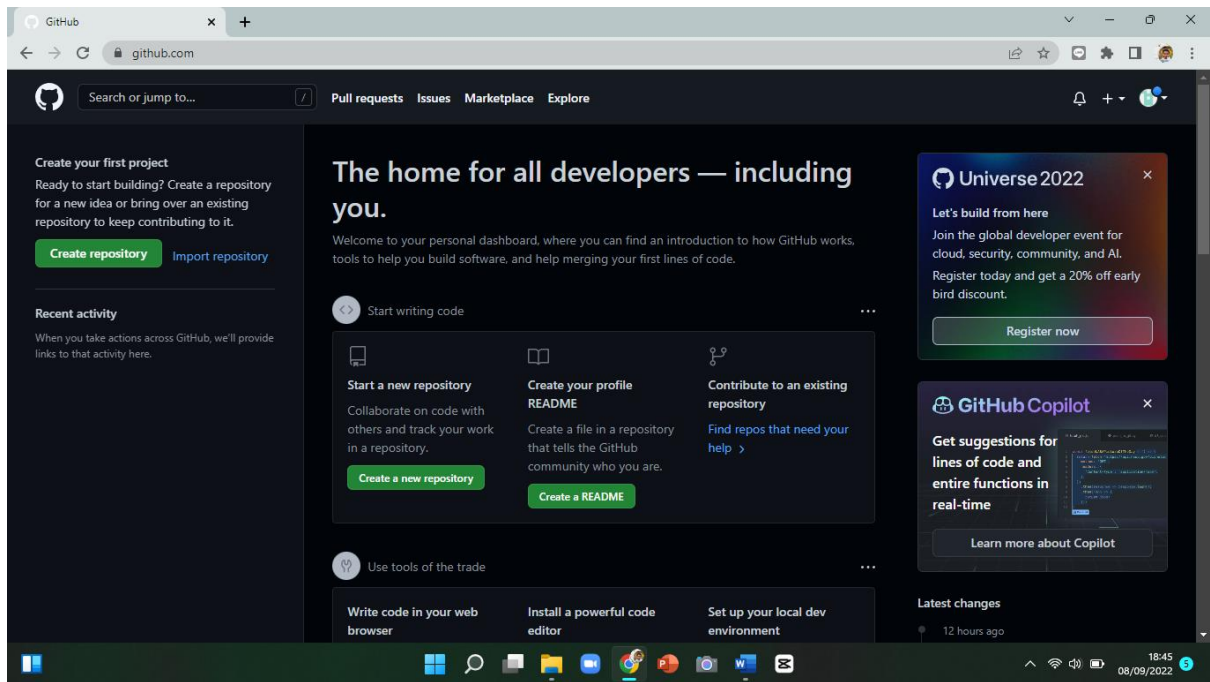 GitHub
github.com
Search or jump to... /
Pull requests Issues Marketplace Explore
Create your first project
Ready to start building? Create a repository
for a new idea or bring over an existing
repository to keep contributing to it.
Create repository Import repository
Recent activity
When you take actions across GitHub, we'll provide
links to that activity here.
The home for all developers — including
you.
Welcome to your personal dashboard, where you can find an introduction to how GitHub works,
tools to help you build software, and help merging your first lines
of code.
Start writing code
Start a new repository
Collaborate on code with
others and track your work
in a repository.
Create a new repository
Create your profile
README
Create a file in a repository
that tells the GitHub
community who you are.
Create a README
Contribute to an existing
repository
Find repos that need your
help >
Use tools of the trade
Write code in your web
browser
Install a powerful code
editor
Set up your local dev
environment
Universe 2022
Let's build from here
Join the global developer event for
cloud, security, community, and AI.
Register today and get a 20% off early
bird discount.
Register now
GitHub Copilot
Get suggestions for
lines of code and
entire functions in
real-time
Learn more about Copilot
Latest changes
12 hours ago
18:45
08/09/2022
5